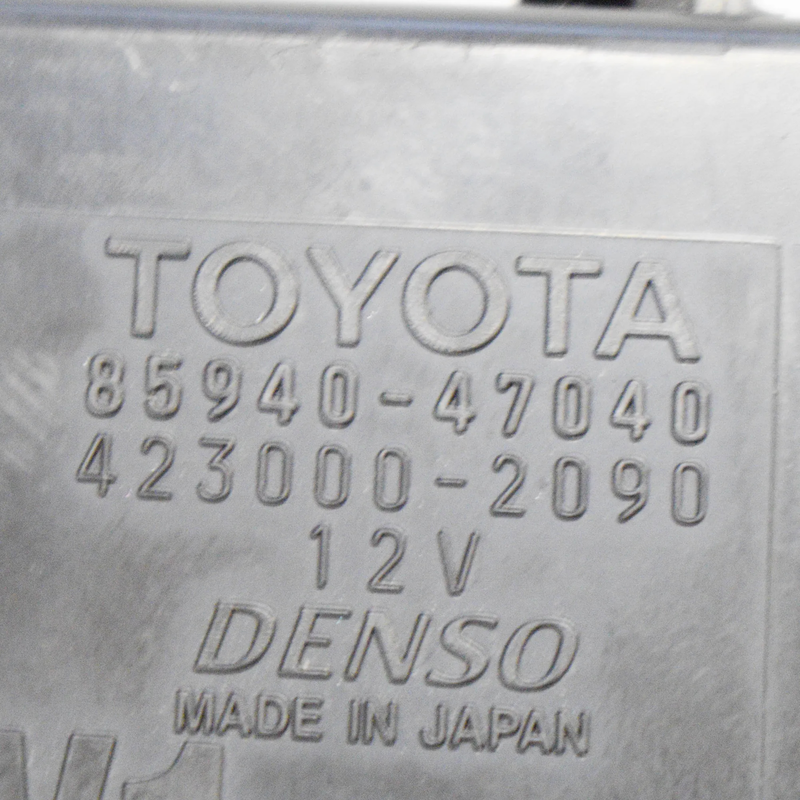 TOYOTA
85940-47040
423000-2090
12V
DENSO
MADE IN JAPAN